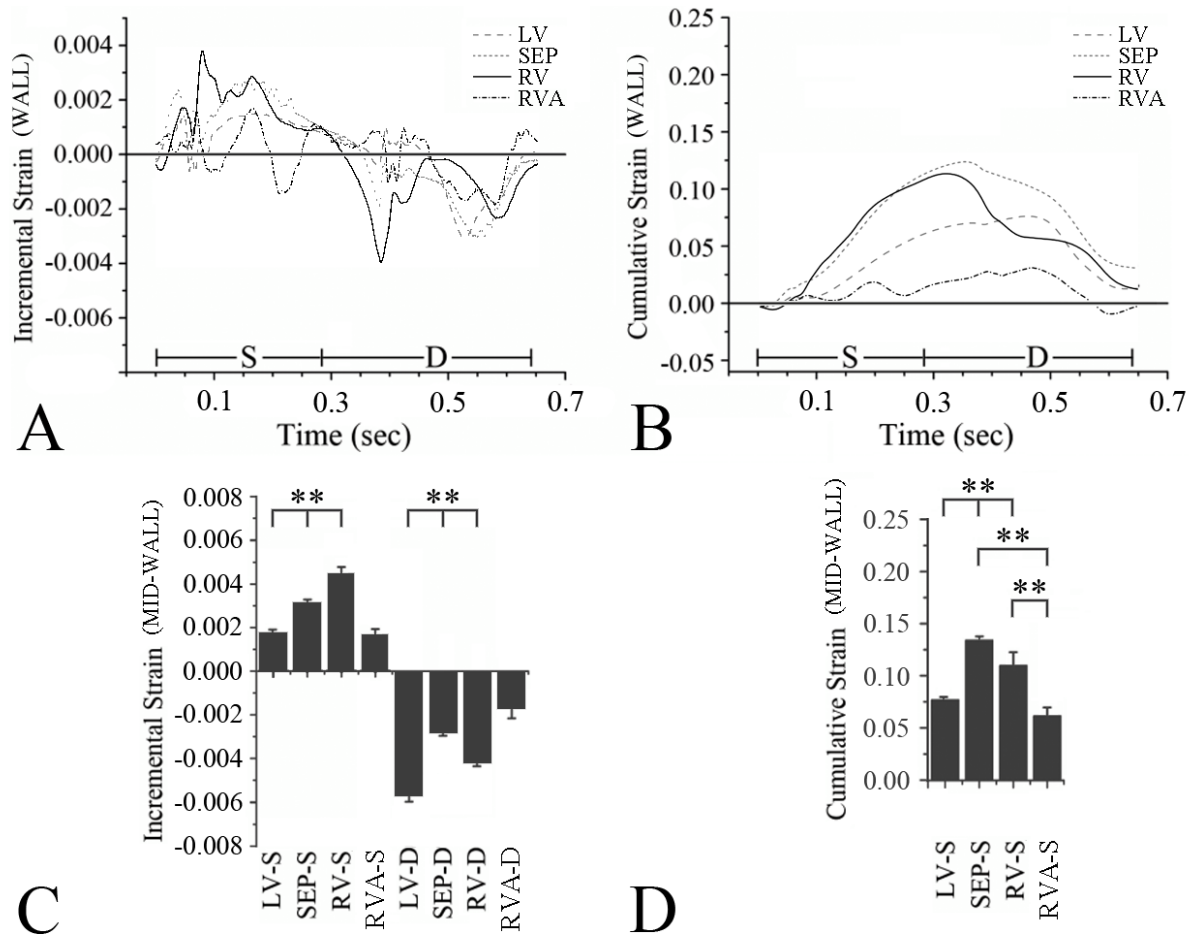 Incremental Strain (WALL)
0.004
0.002
0.000
-0.002
-0.004
-0.006
LV
SEP
RV
RVA
S
D
0.1
0.3
0.5
0.7
Time (sec)
A
Cumulative Strain (WALL)
0.25
0.20
0.15
0.10
0.05
0.00
-0.05
LV
SEP
RV
RVA
S
D
0.1
0.3
0.5
0.7
Time (sec)
B
Incremental Strain (MID-WALL)
0.008
0.006
0.004
0.002
0.000
-0.002
-0.004
-0.006
-0.008
**
**
LV-S
SEP-S
RV-S
RVA-S
LV-D
SEP-D
RV-D
RVA-D
C
Cumulative Strain (MID-WALL)
0.25
0.20
0.15
0.10
0.05
0.00
**
**
**
LV-S
SEP-S
RV-S
RVA-S
D